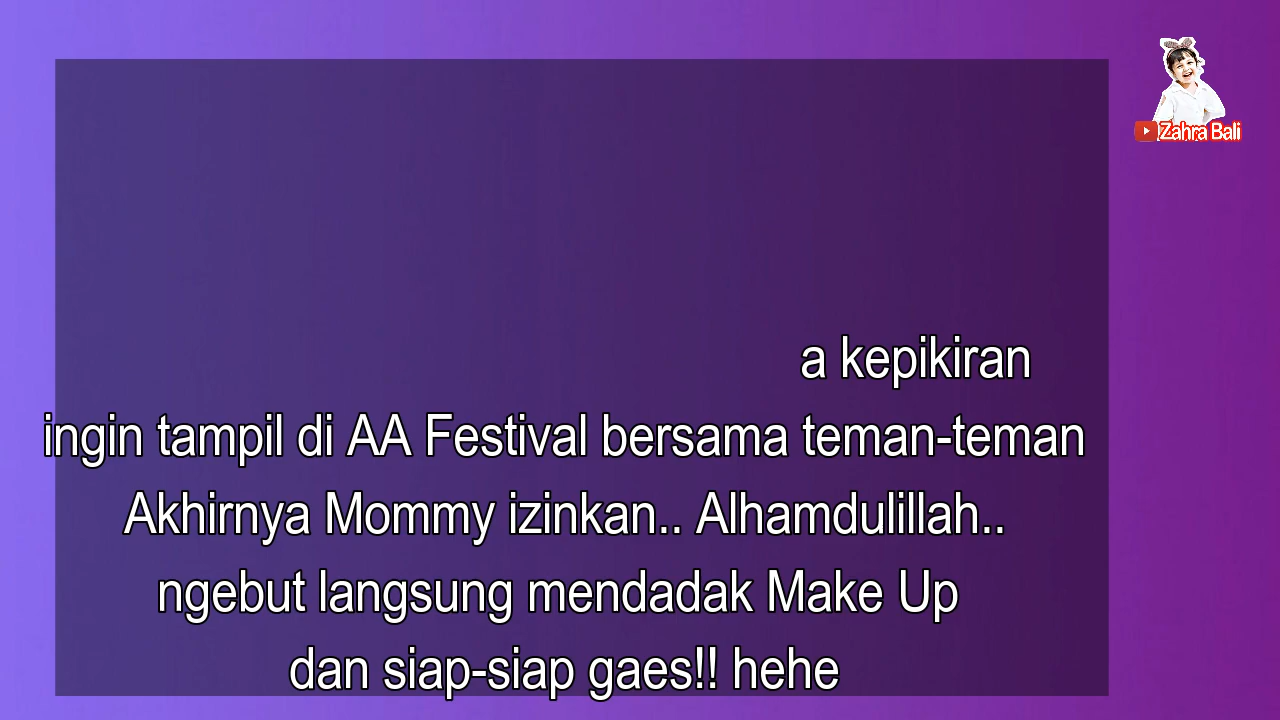 Zahra Bali
a kepikiran
ingin tampil di AA Festival bersama teman-teman
Akhirnya Mommy izinkan.. Alhamdulillah..
ngebut langsung mendadak Make Up
dan siap-siap gaes!! hehe